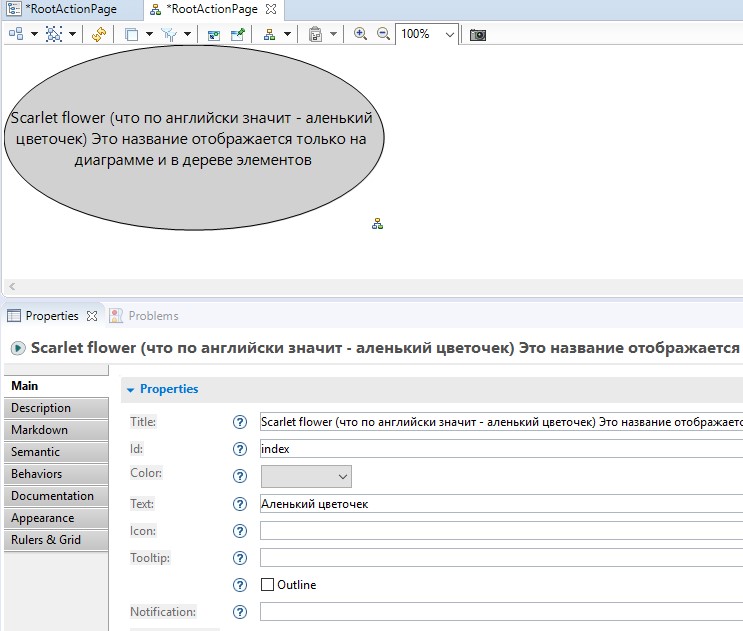 *RootActionPage *RootActionPage
100%
Scarlet flower (что по английски значит - аленький
цветочек) Это название отображается только на
диаграмме и в дереве элементов
Properties Problems
Scarlet flower (что по английски значит - аленький цветочек) Это название отображается
Main
Properties
Description
Markdown
Semantic
Behaviors
Documentation
Appearance
Rulers & Grid
Title: Scarlet flower (что по английски значит - аленький цветочек) Это название отображаетс
Id: index
Color:
Text: Аленький цветочек
Icon:
Tooltip:
Outline
Notification: